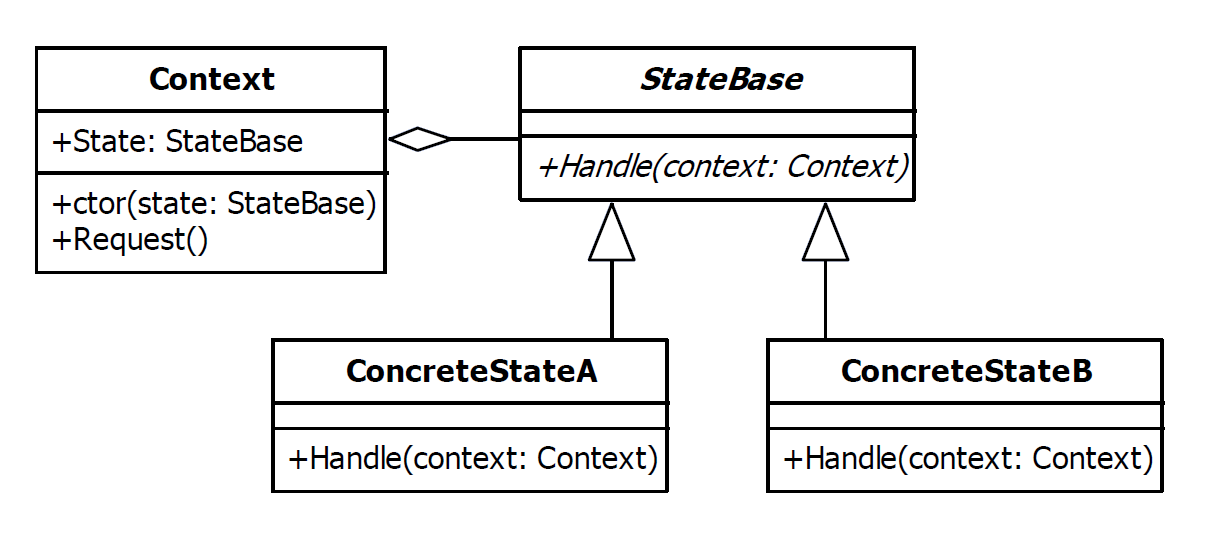 Context
+State: StateBase
+ctor(state: StateBase)
+Request()
StateBase
+Handle(context: Context)
ConcreteStateA
+Handle(context: Context)
ConcreteStateB
+Handle(context: Context)